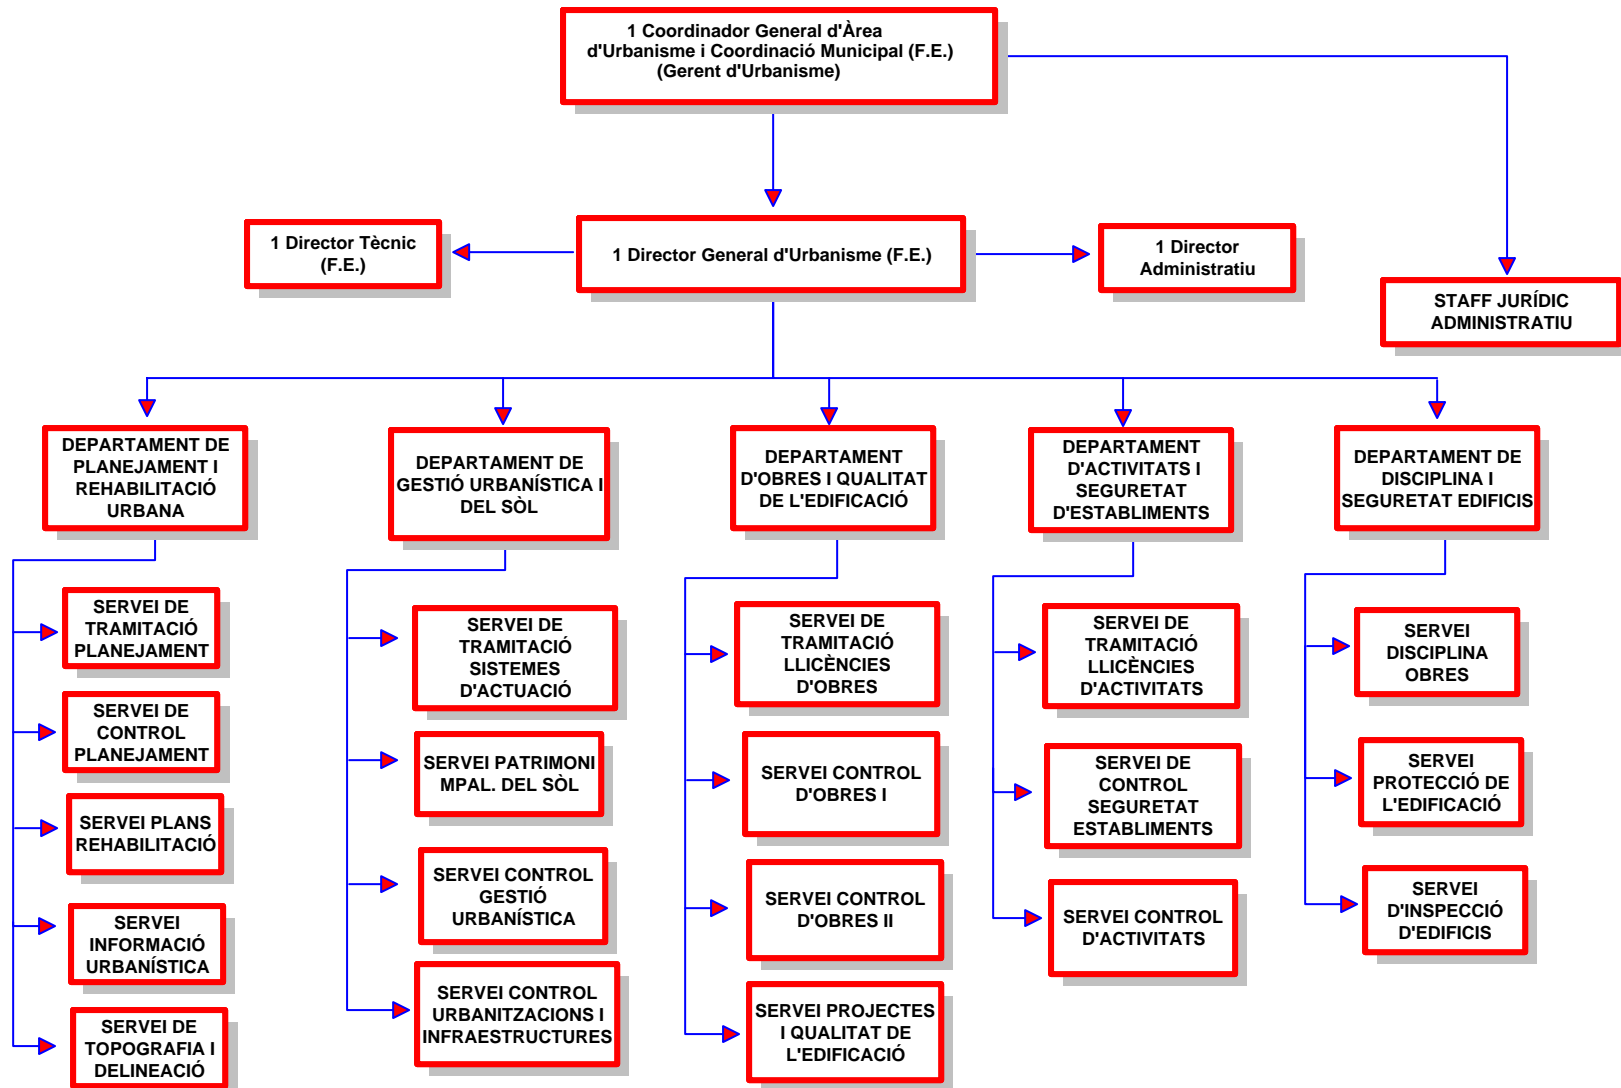 1 Coordinador General d'Àrea
d'Urbanisme i Coordinació Municipal (F.E.)
(Gerent d'Urbanisme)
1 Director Tècnic
(F.E.)
1 Director General d'Urbanisme (F.E.)
1 Director
Administratiu
STAFF JURÍDIC
ADMINISTRATIU
DEPARTAMENT DE
PLANEJAMENT I
REHABILITACIÓ
URBANA
DEPARTAMENT DE
GESTIÓ URBANÍSTICA I
DEL SÒL
DEPARTAMENT
D'OBRES I QUALITAT
DE L'EDIFICACIÓ
DEPARTAMENT
D'ACTIVITATS I
SEGURETAT
D'ESTABLIMENTS
DEPARTAMENT DE
DISCIPLINA I
SEGURETAT EDIFICIS
SERVEI DE
TRAMITACIÓ
PLANEJAMENT
SERVEI DE
CONTROL
PLANEJAMENT
SERVEI PLANS
REHABILITACIÓ
SERVEI
INFORMACIÓ
URBANÍSTICA
SERVEI DE
TOPOGRAFIA I
DELINEACIÓ
SERVEI DE
TRAMITACIÓ
SISTEMES
D'ACTUACIÓ
SERVEI PATRIMONI
MPAL. DEL SÒL
SERVEI CONTROL
GESTIÓ
URBANÍSTICA
SERVEI CONTROL
URBANITZACIONS I
INFRAESTRUCTURES
SERVEI DE
TRAMITACIÓ
LLICÈNCIES
D'OBRES
SERVEI CONTROL
D'OBRES I
SERVEI CONTROL
D'OBRES II
SERVEI PROJECTES
I QUALITAT DE
L'EDIFICACIÓ
SERVEI DE
TRAMITACIÓ
LLICÈNCIES
D'ACTIVITATS
SERVEI DE
CONTROL
SEGURETAT
ESTABLIMENTS
SERVEI CONTROL
D'ACTIVITATS
SERVEI
DISCIPLINA
OBRES
SERVEI
PROTECCIÓ DE
L'EDIFICACIÓ
SERVEI
D'INSPECCIÓ
D'EDIFICIS